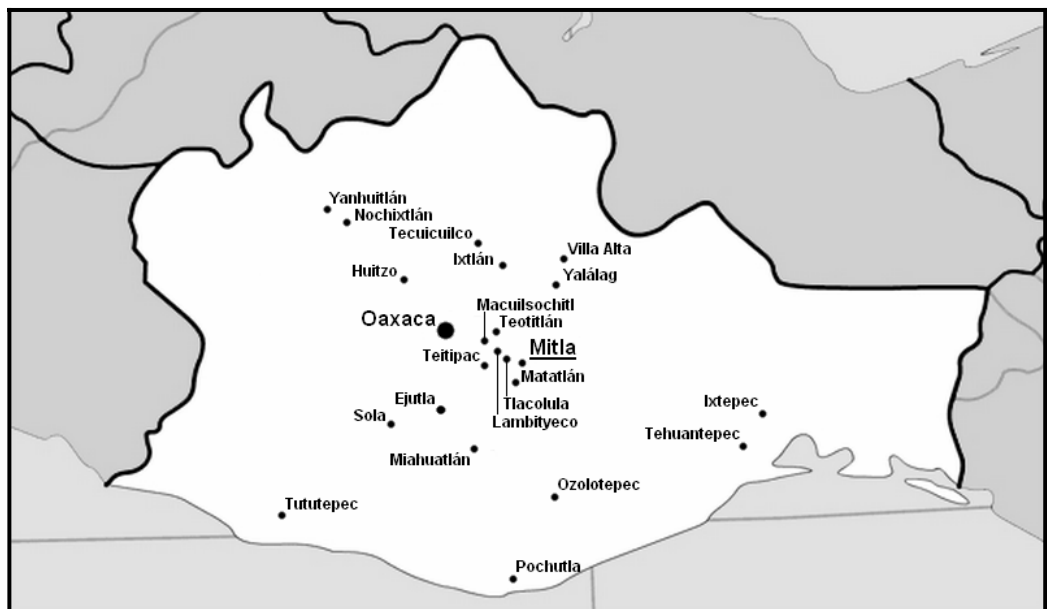 Yanhuitlán
Nochixtlán
Tecuicuilco
Villa Alta
Ixtlán
Huitzo
Yalálag
Macuilsochitl
Oaxaca
Teotitlán
Mitla
Teitipac
Matatlán
Ejutla
Tlacolula
Ixtepec
Sola
Lambityeco
Tehuantepec
Miahuatlán
Ozolotepec
Tututepec
Pochutla